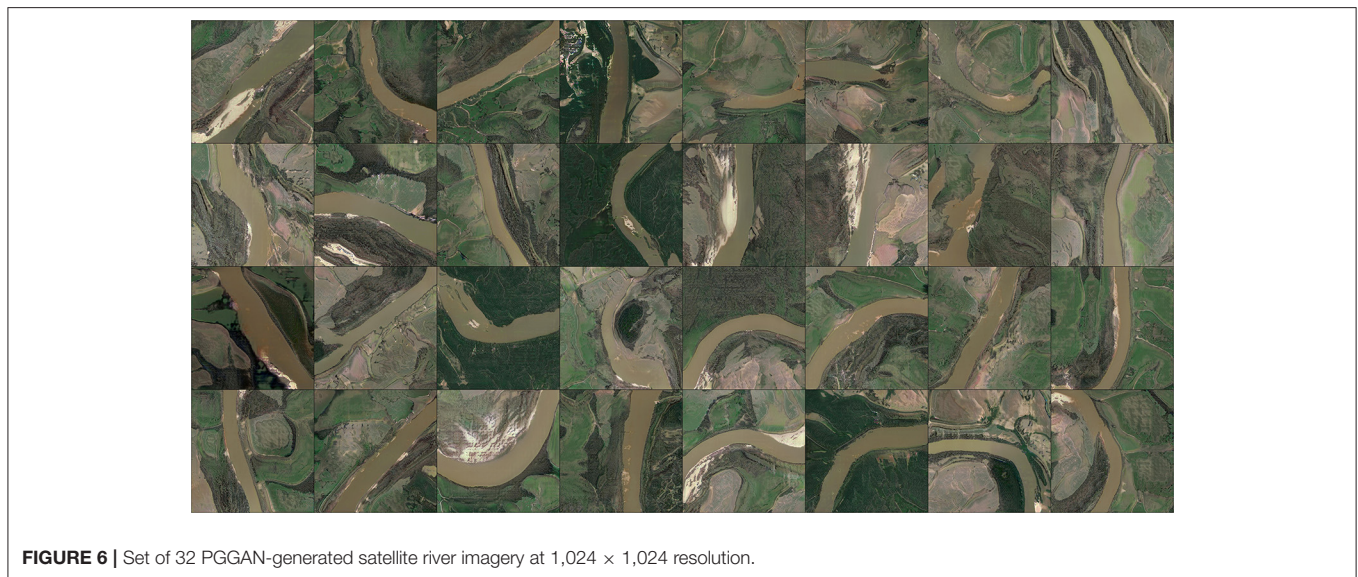 FIGURE 6 | Set of 32 PGGAN-generated satellite river imagery at 1,024 × 1,024 resolution.